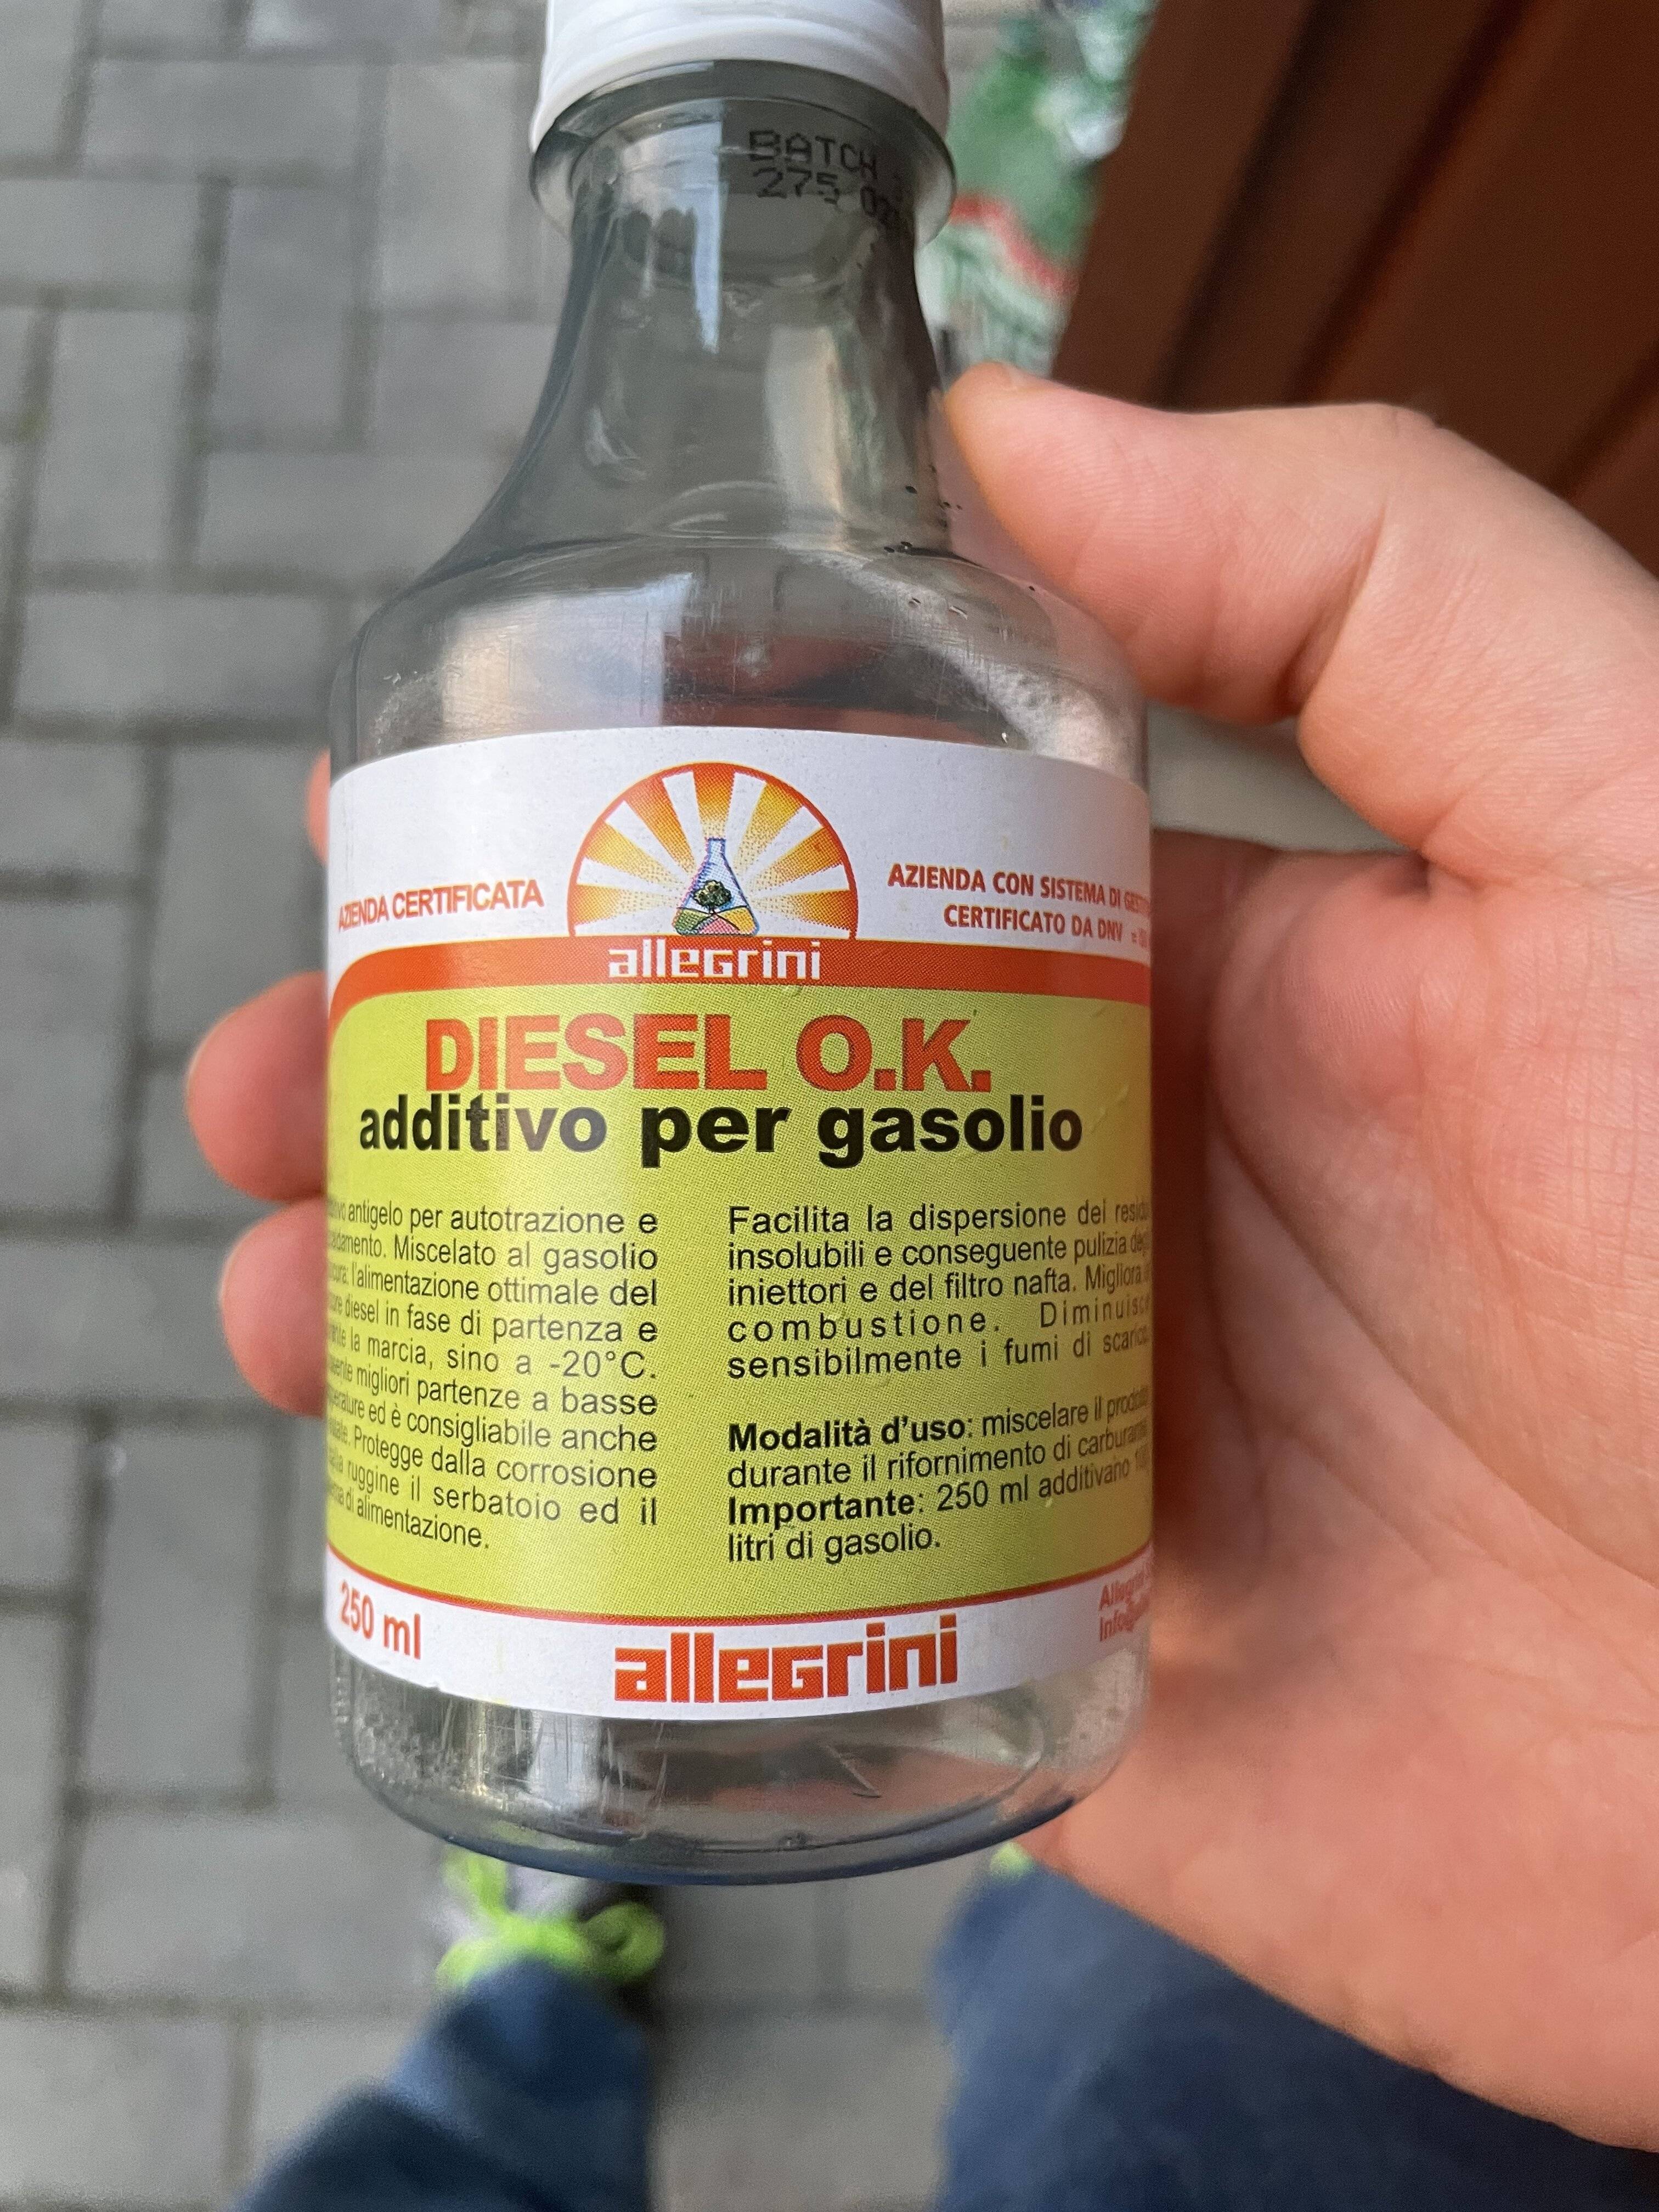 BATCH
275
AZIENDA CERTIFICATA
AZIENDA CON SISTEMA DI
CERTIFICATO DA DNV
allegrini
DIESEL O.K.
additivo per gasolio
antigelo per autotrazione e
Miscelato al gasolio
l'alimentazione ottimale del
diesel in fase di partenza e
la marcia, sino a -20°C.
migliori partenze a basse
ed è consigliabile anche
Protegge dalla corrosione
ruggine il serbatoio ed il
di alimentazione.
Facilita la dispersione dei
insolubili e conseguente pulizia
iniettori e del filtro nafta. Migliora
combustione. Diminuisce
sensibilmente i fumi di scarico.
Modalità d'uso: miscelare il prodotto
durante il rifornimento di
Importante: 250 ml additivano
litri di gasolio.
250 ml
allegrini